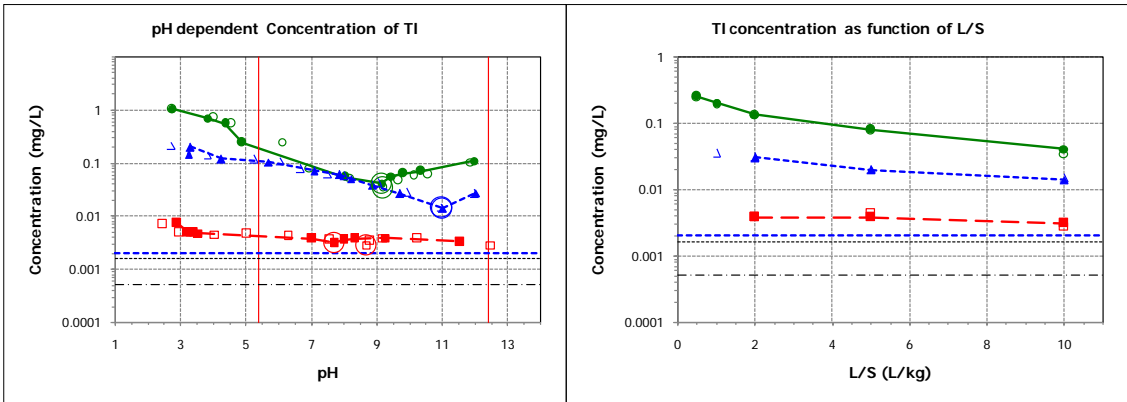 pH dependent Concentration of Tl
Concentration (mg/L)
1
0.1
0.01
0.001
0.0001
1 3 5 7 9 11 13
pH
Tl concentration as function of L/S
Concentration (mg/L)
1
0.1
0.01
0.001
0.0001
0 2 4 6 8 10
L/S (L/kg)